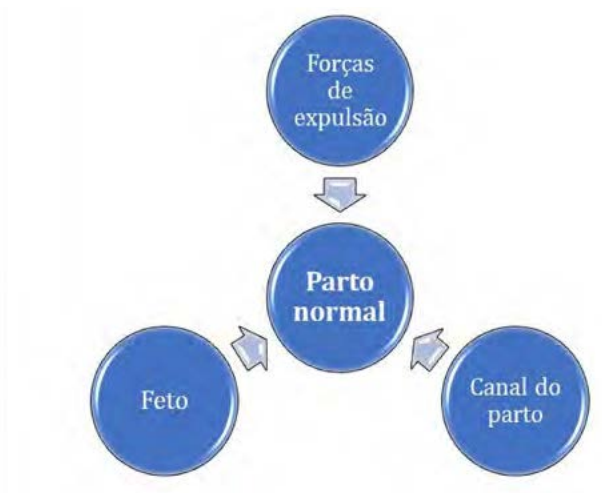 Forças
de
expulsão
Parto
normal
Feto
Canal do
parto